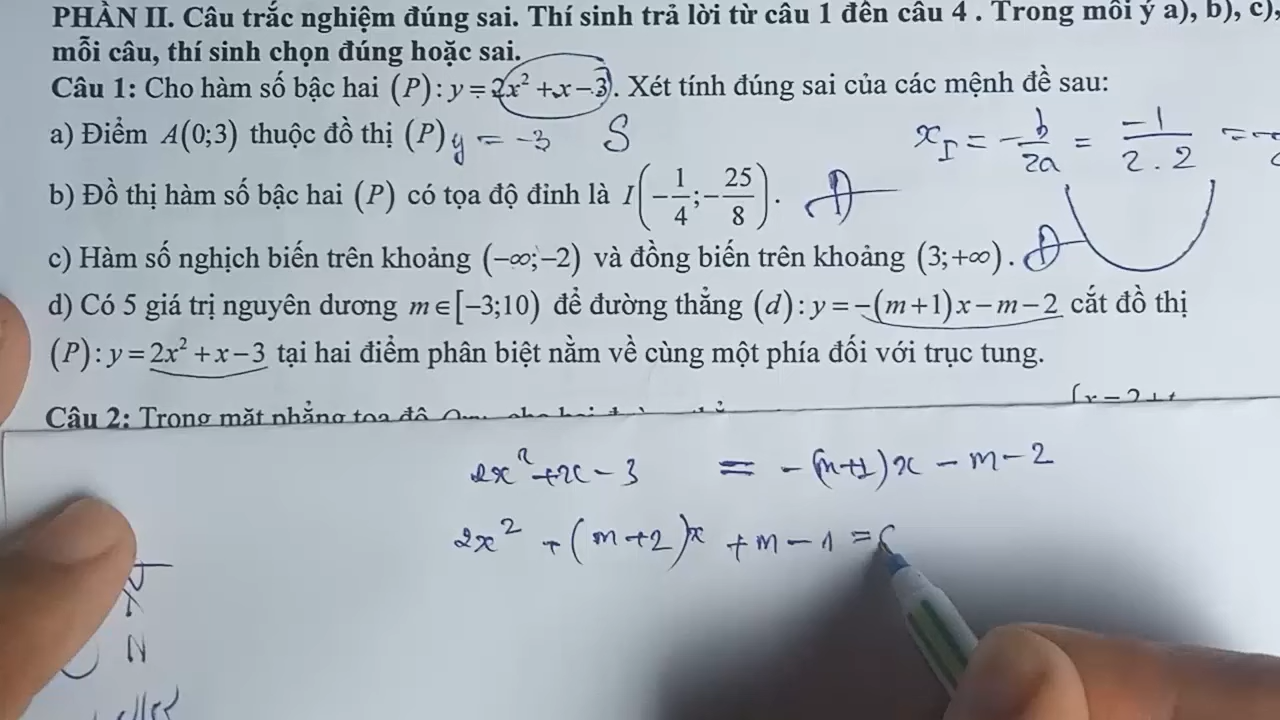 PHẦN II. Câu trắc nghiệm đúng sai. Thí sinh trả lời từ câu 1 đến câu 4 . Trong mỗi ý a), b), c),
mỗi câu, thí sinh chọn đúng hoặc sai.
Câu 1: Cho hàm số bậc hai (P): y = 2x² + x − 3. Xét tính đúng sai của các mệnh đề sau:
a) Điểm A(0;3) thuộc đồ thị (P) y = -3 S
x_I = -b/2a = -1/2.2 =
b) Đồ thị hàm số bậc hai (P) có tọa độ đỉnh là I(-1/4; -25/8). Đ
c) Hàm số nghịch biến trên khoảng (−∞;−2) và đồng biến trên khoảng (3;+∞). Đ
d) Có 5 giá trị nguyên dương m ∈ [−3;10) để đường thẳng (d): y = −(m+1)x − m − 2 cắt đồ thị
(P): y = 2x² + x − 3 tại hai điểm phân biệt nằm về cùng một phía đối với trục tung.
Câu 2: Trong mặt phẳng tọa độ
2x² + x - 3 = -(m+1)x - m - 2
2x² + (m+2)x + m - 1 =